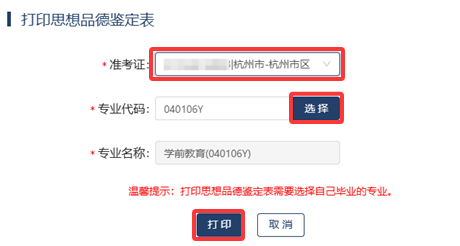 打印思想品德鉴定表
* 准考证: 3|杭州市-杭州市区
* 专业代码: 040106Y 选择
* 专业名称: 学前教育(040106Y)
温馨提示：打印思想品德鉴定表需要选择自己毕业的专业。
打印 取消